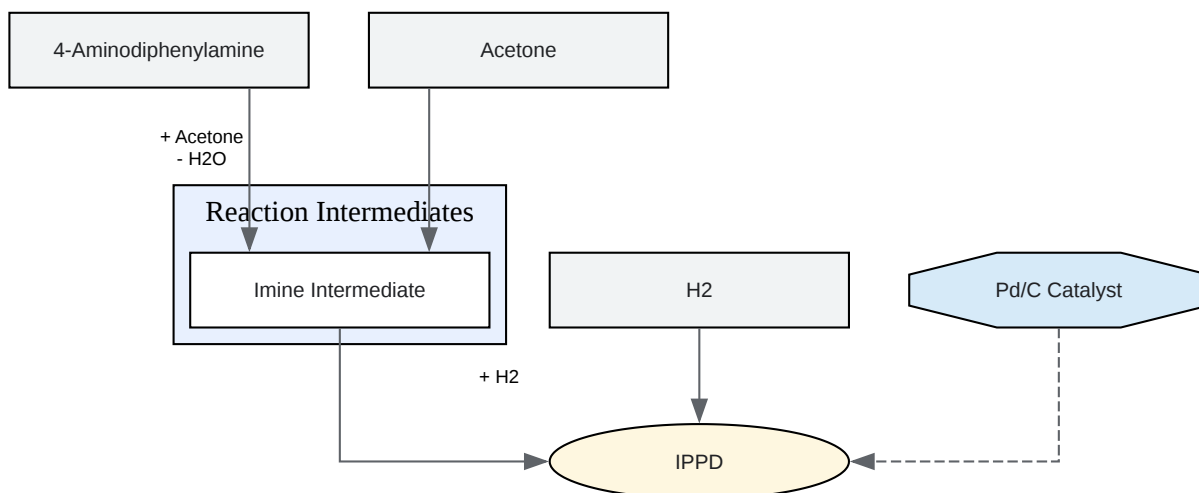 4-Aminodiphenylamine
Acetone
+ Acetone
- H2O
Reaction Intermediates
Imine Intermediate
H2
Pd/C Catalyst
+ H2
IPPD